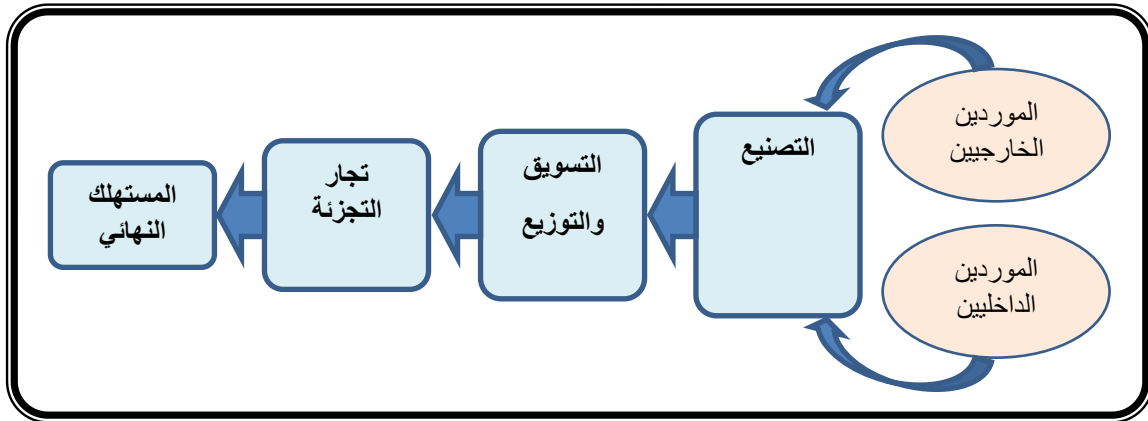 الموردين
الخارجيين
الموردين
الداخليين
التصنيع
التسويق
والتوزيع
تجار
التجزئة
المستهلك
النهائي